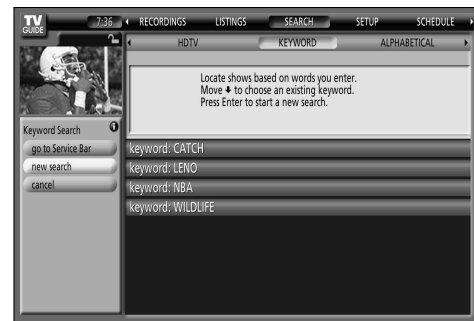 TV
GUIDE
7:36
RECORDINGS LISTINGS SEARCH SETUP SCHEDULE
HDTV KEYWORD ALPHABETICAL
Locate shows based on words you enter.
Move ⬇ to choose an existing keyword.
Press Enter to start a new search.
Keyword Search
go to Service Bar
new search
cancel
keyword: CATCH
keyword: LENO
keyword: NBA
keyword: WILDLIFE